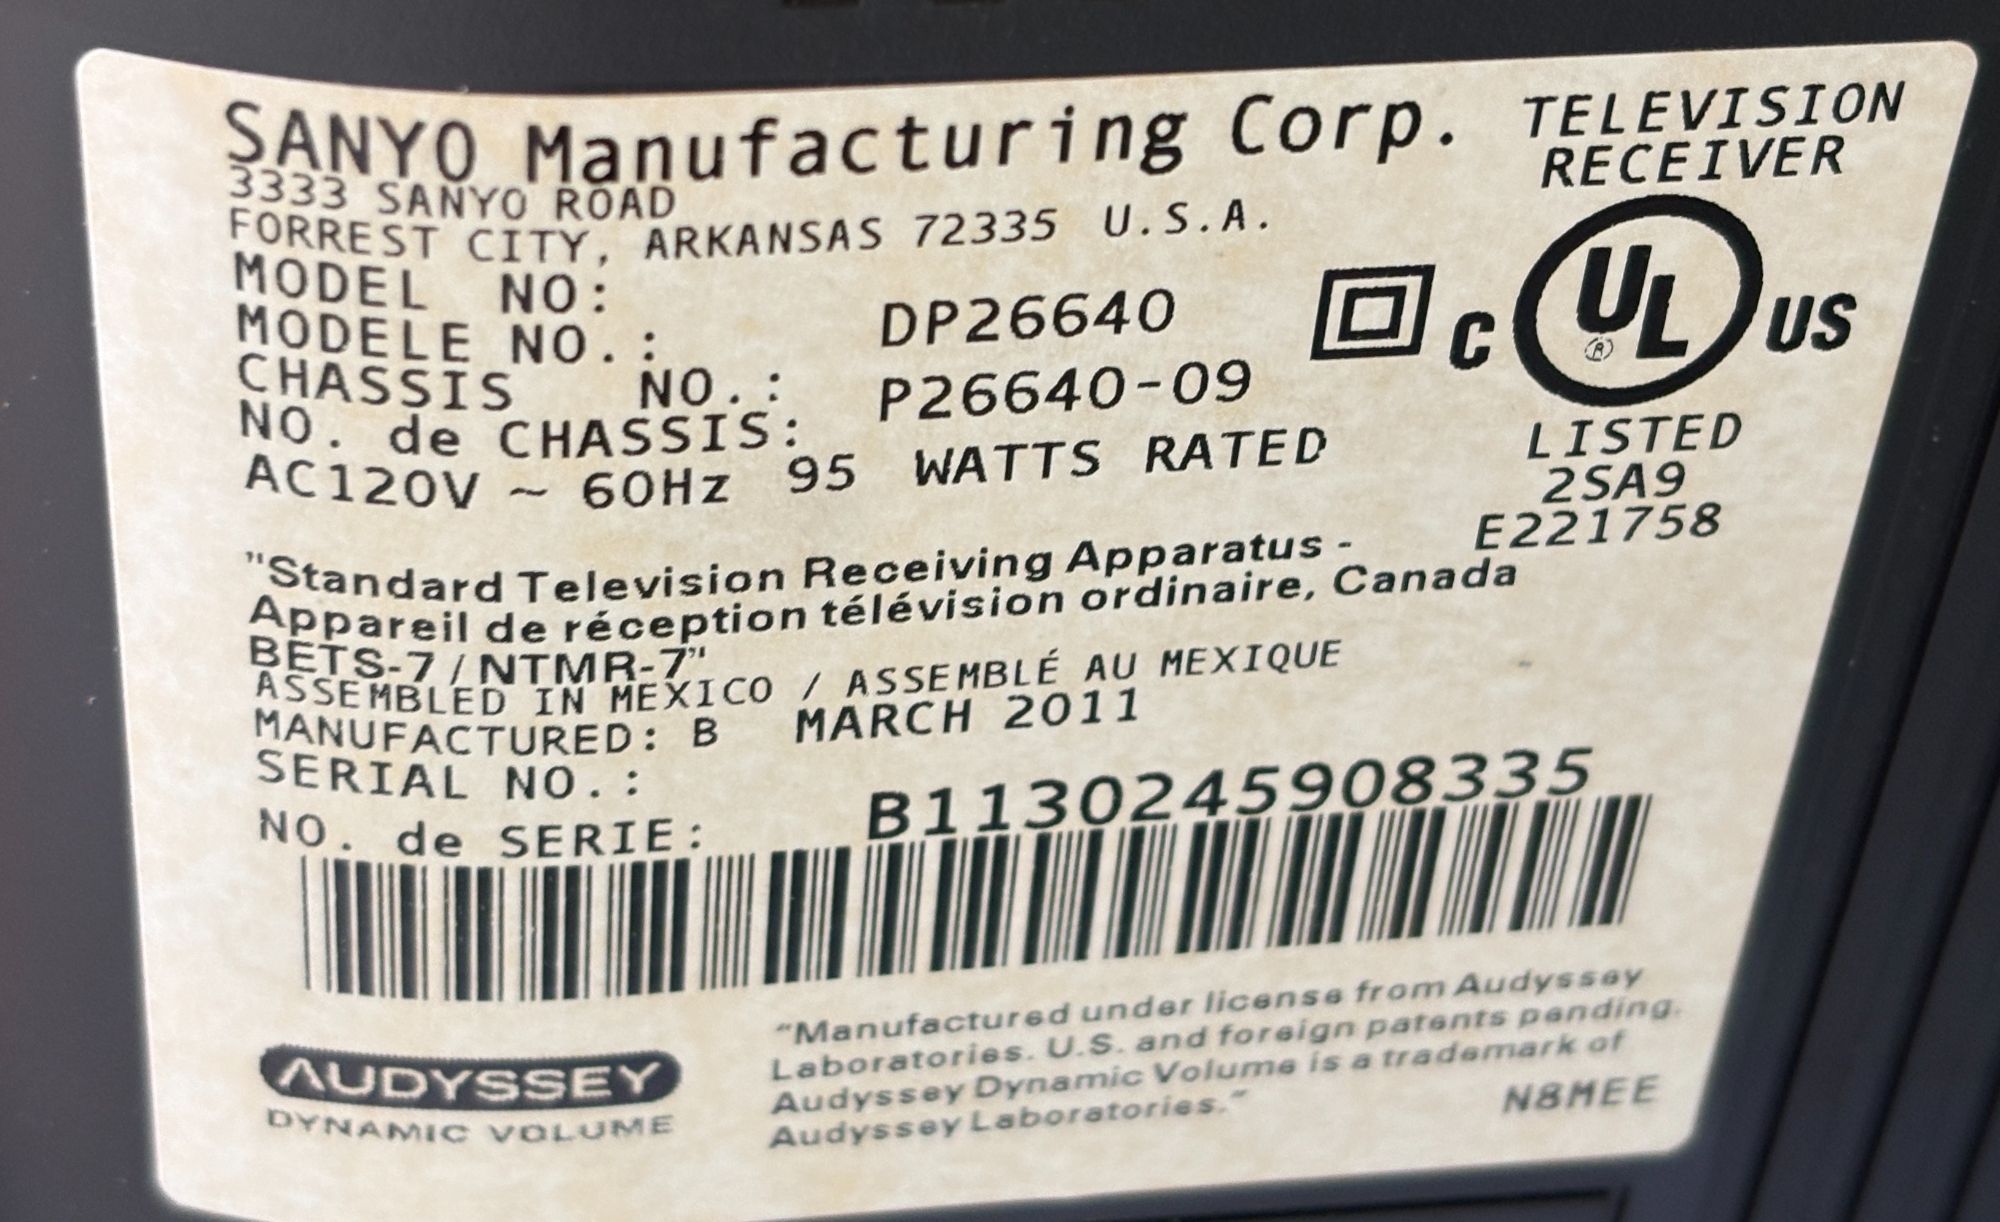 SANYO Manufacturing Corp.
TELEVISION
RECEIVER
3333 SANYO ROAD
FORREST CITY, ARKANSAS 72335 U.S.A.
MODEL NO:
MODELE NO.: DP26640
CHASSIS NO.:
NO. de CHASSIS: P26640-09
AC120V ~ 60Hz 95 WATTS RATED
C UL US
®
LISTED
2SA9
E221758
"Standard Television Receiving Apparatus -
Appareil de réception télévision ordinaire, Canada
BETS-7 / NTMR-7"
ASSEMBLED IN MEXICO / ASSEMBLÉ AU MEXIQUE
MANUFACTURED: B MARCH 2011
SERIAL NO.:
NO. de SERIE: B1130245908335
AUDYSSEY
DYNAMIC VOLUME
"Manufactured under license from Audyssey
Laboratories. U.S. and foreign patents pending.
Audyssey Dynamic Volume is a trademark of
Audyssey Laboratories."
N8MEE